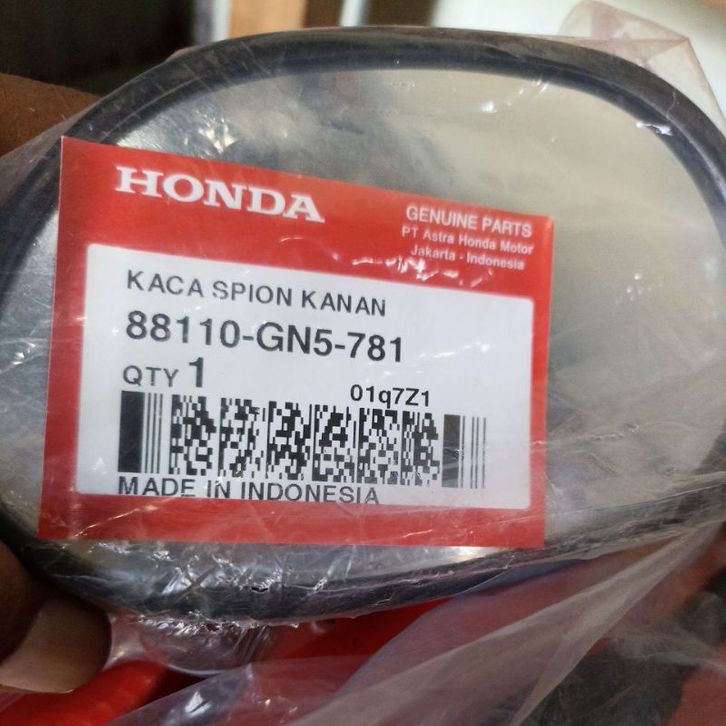 HONDA
GENUINE PARTS
PT Astra Honda Motor
Jakarta - Indonesia
KACA SPION KANAN
88110-GN5-781
QTY 1
01q7Z1
MADE IN INDONESIA